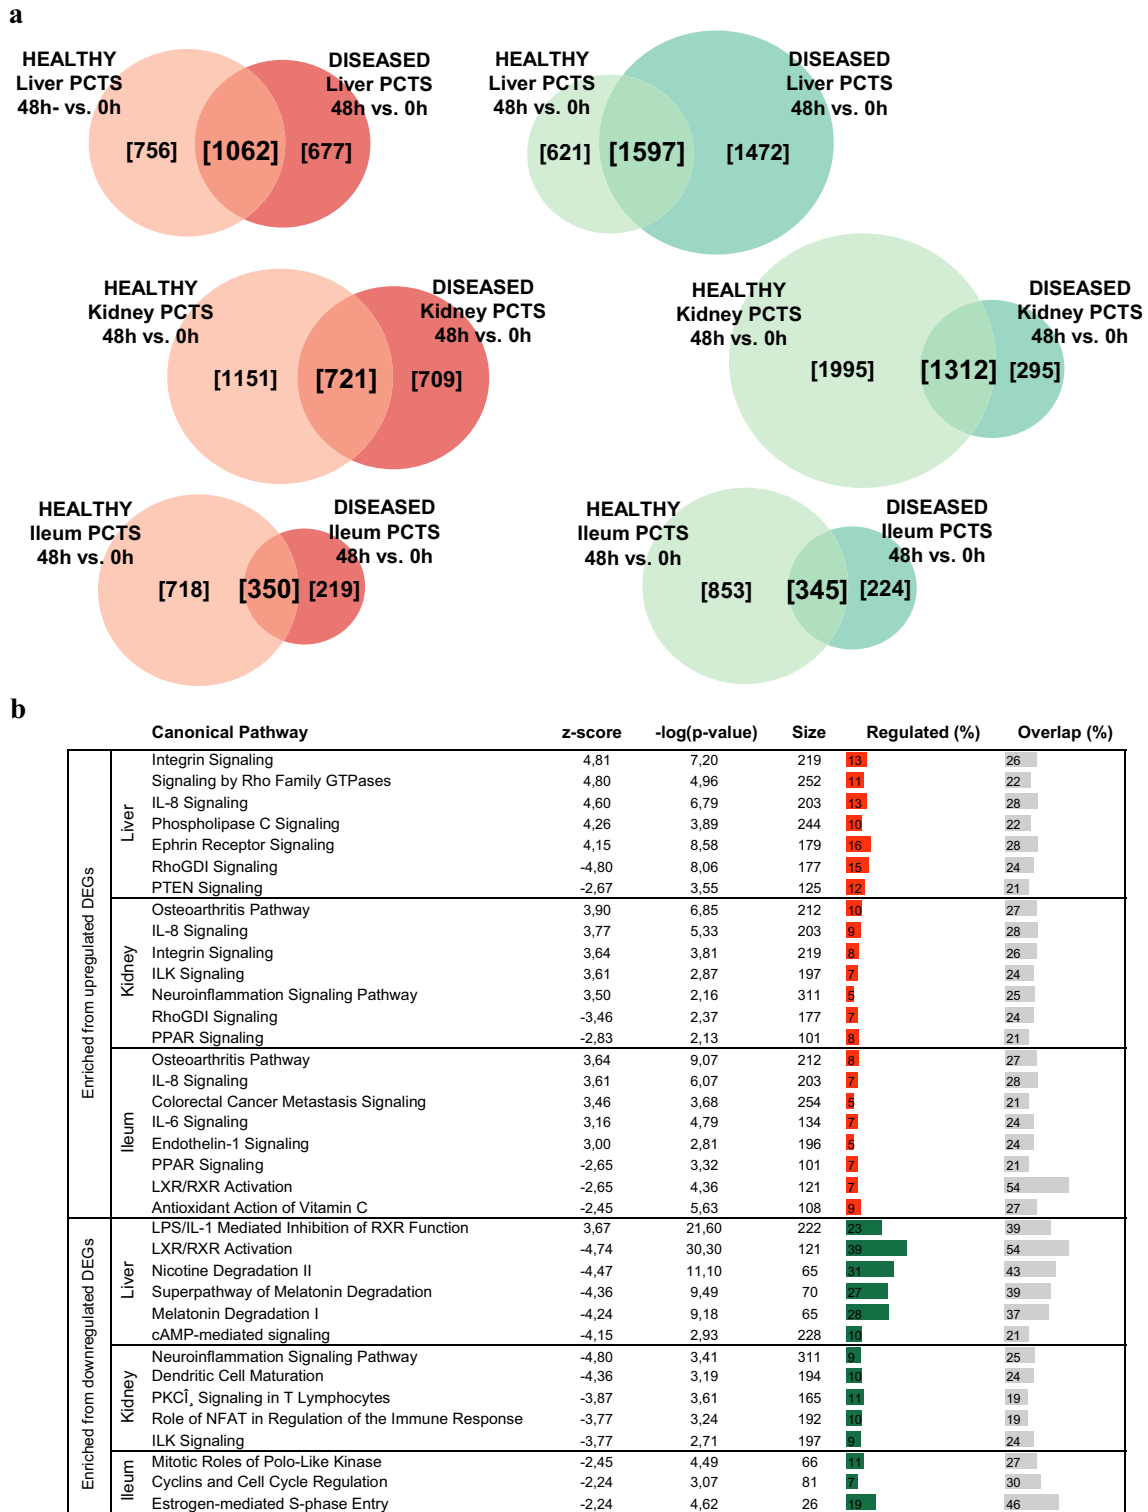 a
HEALTHY
Liver PCTS
48h- vs. 0h
DISEASED
Liver PCTS
48h vs. 0h
[756] [1062] [677]
HEALTHY
Liver PCTS
48h vs. 0h
DISEASED
Liver PCTS
48h vs. 0h
[621] [1597] [1472]
HEALTHY
Kidney PCTS
48h vs. 0h
DISEASED
Kidney PCTS
48h vs. 0h
[1151] [721] [709]
HEALTHY
Kidney PCTS
48h vs. 0h
DISEASED
Kidney PCTS
48h vs. 0h
[1995] [1312] [295]
HEALTHY
Ileum PCTS
48h vs. 0h
DISEASED
Ileum PCTS
48h vs. 0h
[718] [350] [219]
HEALTHY
Ileum PCTS
48h vs. 0h
DISEASED
Ileum PCTS
48h vs. 0h
[853] [345] [224]
b
Canonical Pathway z-score -log(p-value) Size Regulated (%) Overlap (%)
Enriched from upregulated DEGs
Liver
Integrin Signaling 4,81 7,20 219 13 26
Signaling by Rho Family GTPases 4,80 4,96 252 11 22
IL-8 Signaling 4,60 6,79 203 13 28
Phospholipase C Signaling 4,26 3,89 244 10 22
Ephrin Receptor Signaling 4,15 8,58 179 16 28
RhoGDI Signaling -4,80 8,06 177 15 24
PTEN Signaling -2,67 3,55 125 12 21
Kidney
Osteoarthritis Pathway 3,90 6,85 212 10 27
IL-8 Signaling 3,77 5,33 203 9 28
Integrin Signaling 3,64 3,81 219 8 26
ILK Signaling 3,61 2,87 197 7 24
Neuroinflammation Signaling Pathway 3,50 2,16 311 5 25
RhoGDI Signaling -3,46 2,37 177 7 24
PPAR Signaling -2,83 2,13 101 8 21
Ileum
Osteoarthritis Pathway 3,64 9,07 212 8 27
IL-8 Signaling 3,61 6,07 203 7 28
Colorectal Cancer Metastasis Signaling 3,46 3,68 254 5 21
IL-6 Signaling 3,16 4,79 134 7 24
Endothelin-1 Signaling 3,00 2,81 196 5 24
PPAR Signaling -2,65 3,32 101 7 21
LXR/RXR Activation -2,65 4,36 121 7 54
Antioxidant Action of Vitamin C -2,45 5,63 108 9 27
Enriched from downregulated DEGs
Liver
LPS/IL-1 Mediated Inhibition of RXR Function 3,67 21,60 222 23 39
LXR/RXR Activation -4,74 30,30 121 39 54
Nicotine Degradation II -4,47 11,10 65 31 43
Superpathway of Melatonin Degradation -4,36 9,49 70 27 39
Melatonin Degradation I -4,24 9,18 65 28 37
cAMP-mediated signaling -4,15 2,93 228 10 21
Kidney
Neuroinflammation Signaling Pathway -4,80 3,41 311 9 25
Dendritic Cell Maturation -4,36 3,19 194 10 24
PKCÎ¸ Signaling in T Lymphocytes -3,87 3,61 165 11 19
Role of NFAT in Regulation of the Immune Response -3,77 3,24 192 10 19
ILK Signaling -3,77 2,71 197 9 24
Ileum
Mitotic Roles of Polo-Like Kinase -2,45 4,49 66 11 27
Cyclins and Cell Cycle Regulation -2,24 3,07 81 7 30
Estrogen-mediated S-phase Entry -2,24 4,62 26 19 46